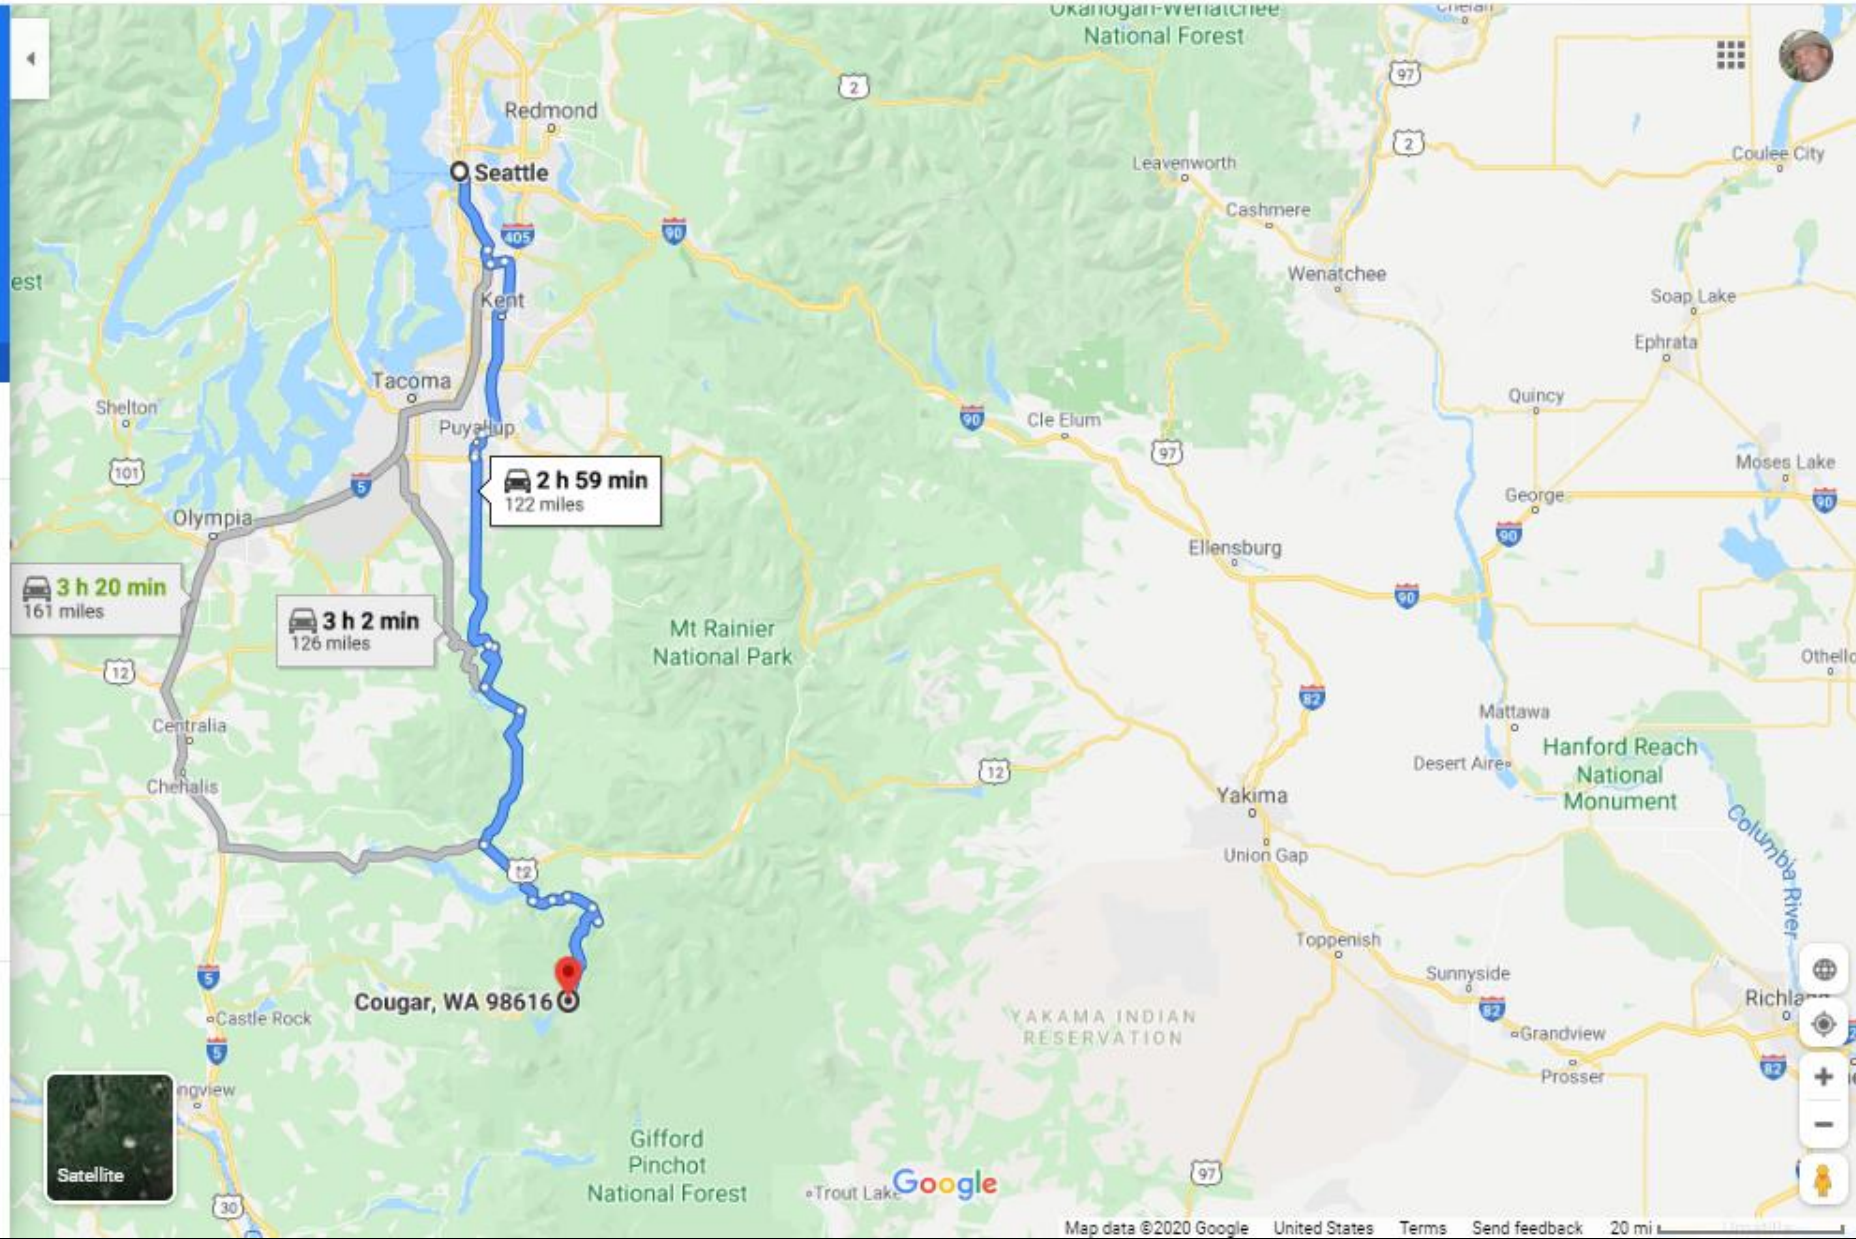 Okanogan-Wenatchee
National Forest
Chelan
97
2
Redmond
2
Coulee City
Leavenworth
Seattle
Cashmere
405
90
Wenatchee
est
Kent
Soap Lake
Ephrata
Tacoma
Shelton
Quincy
Puyallup
90
Cle Elum
97
101
Moses Lake
2 h 59 min
122 miles
5
George
90
Olympia
90
Ellensburg
3 h 20 min
161 miles
90
3 h 2 min
126 miles
Mt Rainier
National Park
Othello
12
82
Centralia
Mattawa
Hanford Reach
National
Monument
Desert Aire
12
Chehalis
Yakima
Columbia River
Union Gap
12
Toppenish
Sunnyside
5
Cougar, WA 98616
82
Richla
Castle Rock
YAKAMA INDIAN
RESERVATION
Grandview
5
82
Prosser
ngview
Gifford
Pinchot
National Forest
97
Satellite
Trout Lake
Google
30
Map data ©2020 Google United States Terms Send feedback 20 mi